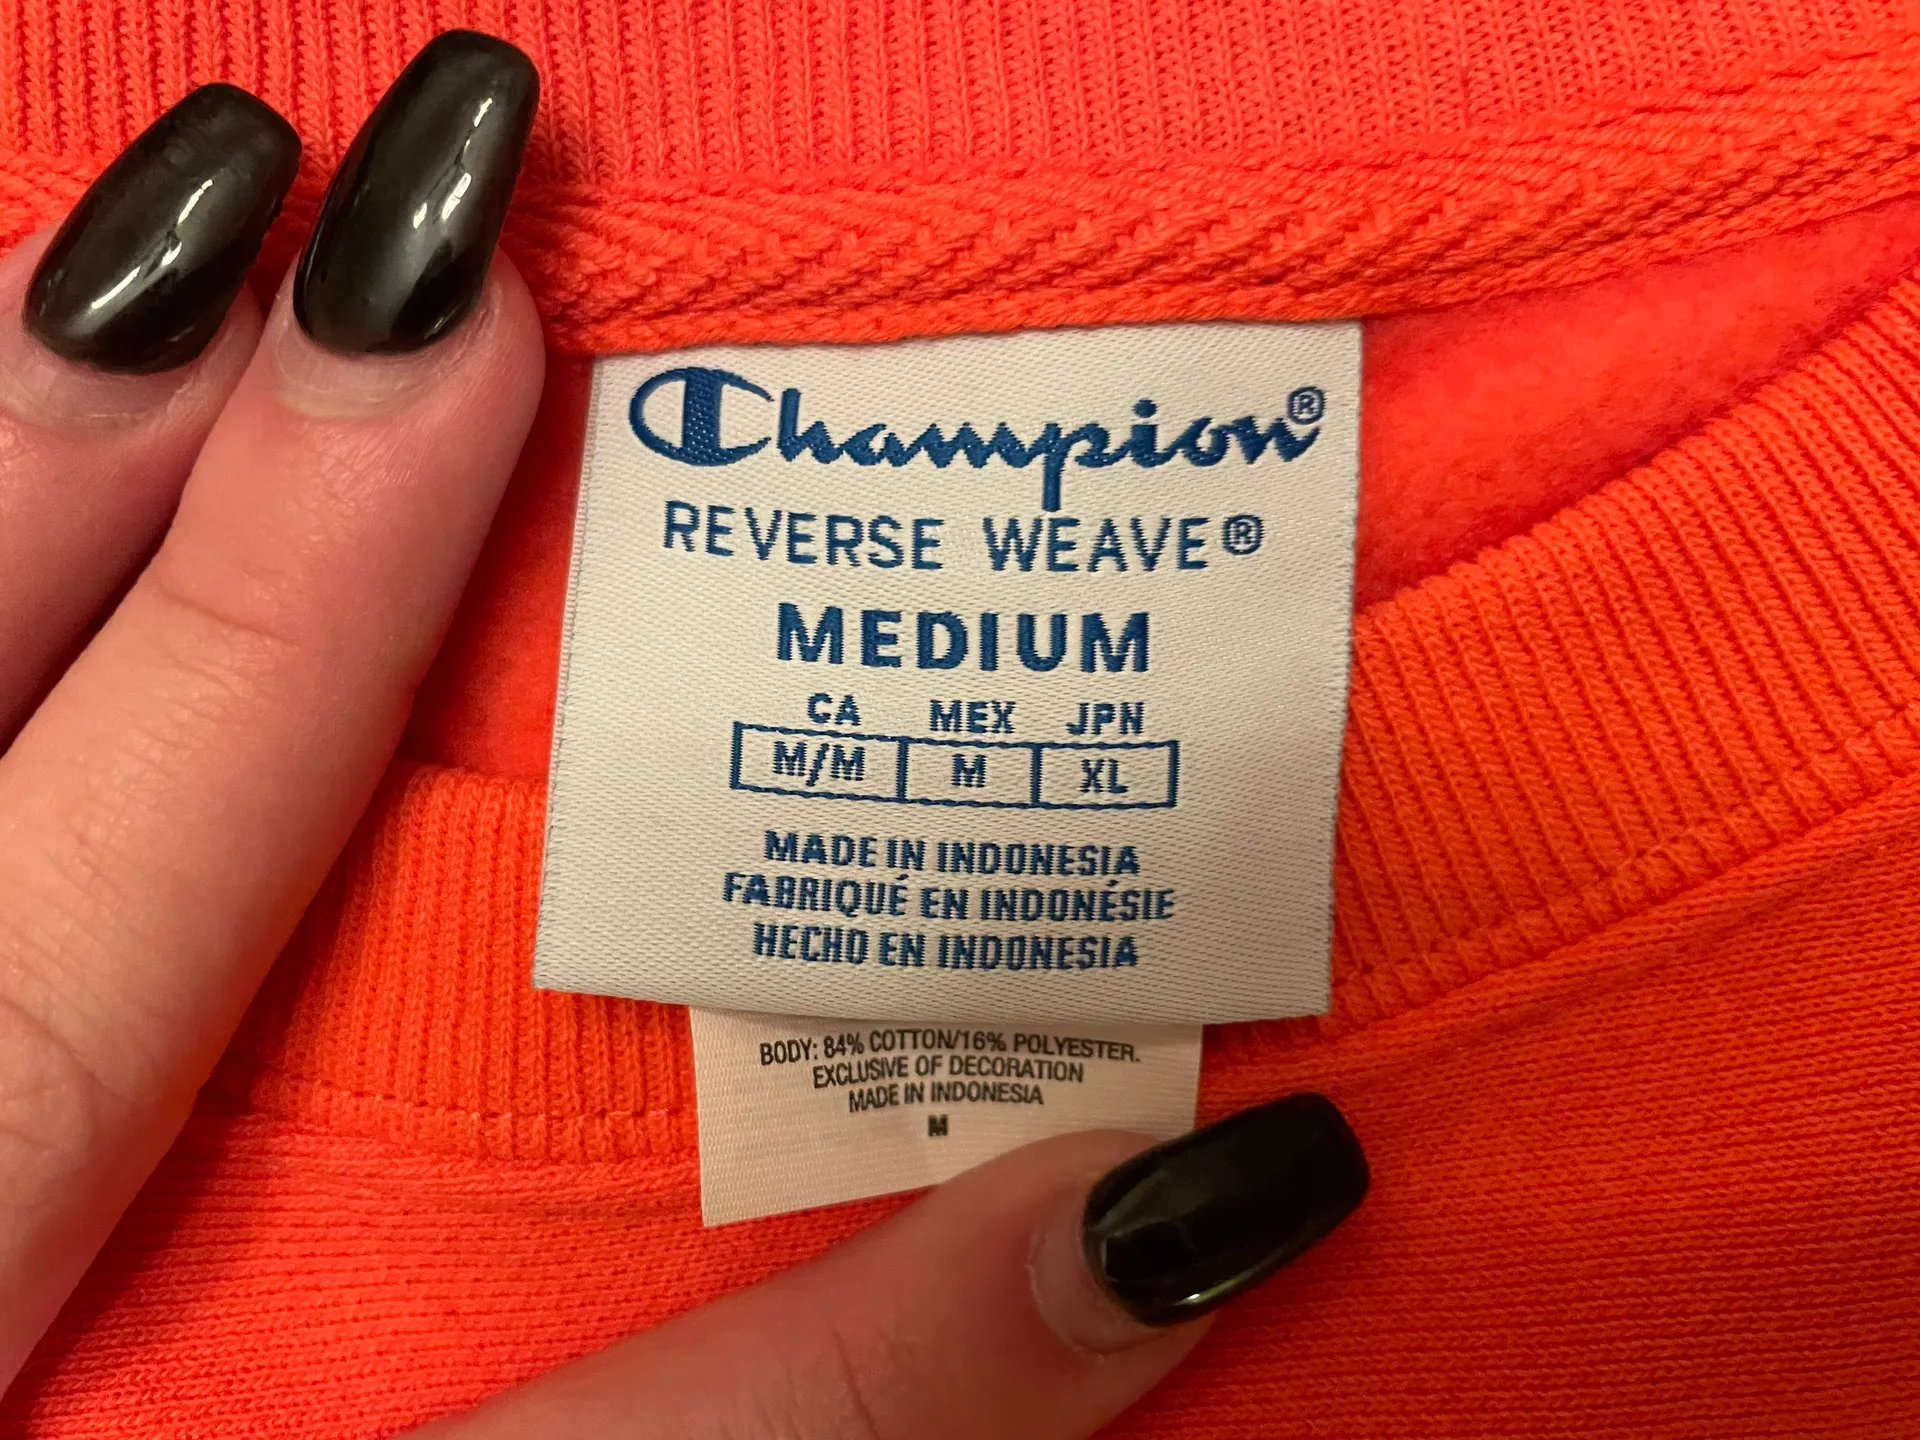 Champion®
REVERSE WEAVE®
MEDIUM
CA MEX JPN
M/M M XL
MADE IN INDONESIA
FABRIQUÉ EN INDONÉSIE
HECHO EN INDONESIA
BODY: 84% COTTON/16% POLYESTER.
EXCLUSIVE OF DECORATION
MADE IN INDONESIA
M